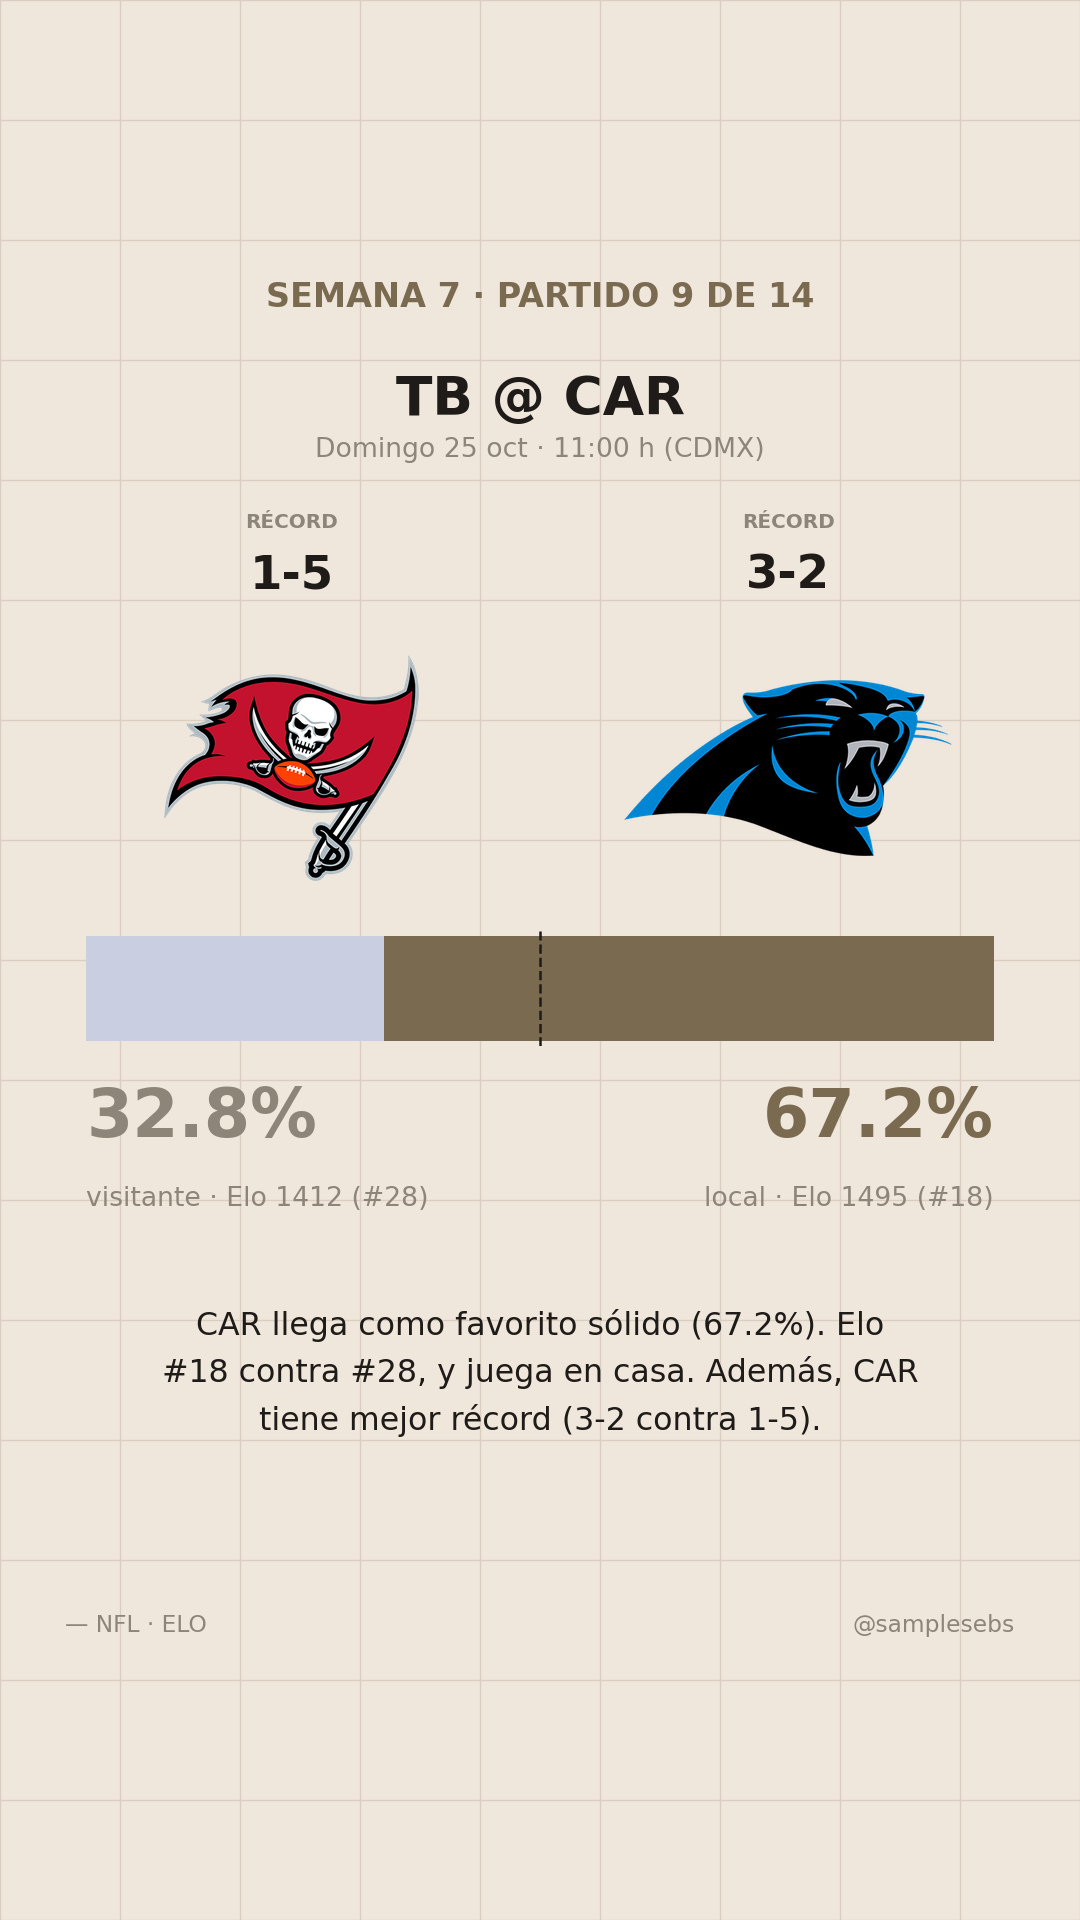 SEMANA 7 · PARTIDO 9 DE 14
TB @ CAR
Domingo 25 oct · 11:00 h (CDMX)
RÉCORD
1-5
RÉCORD
3-2
32.8%
67.2%
visitante · Elo 1412 (#28)
local · Elo 1495 (#18)
CAR llega como favorito sólido (67.2%). Elo
#18 contra #28, y juega en casa. Además, CAR
tiene mejor récord (3-2 contra 1-5).
— NFL · ELO
@samplesebs